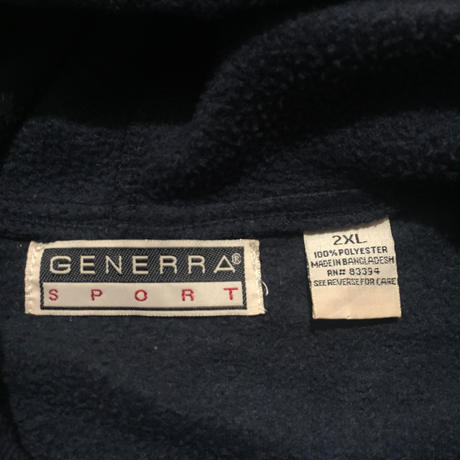 GENERRA®
SPORT
2XL
100% POLYESTER
MADE IN BANGLADESH
RN# 83394
SEE REVERSE FOR CARE